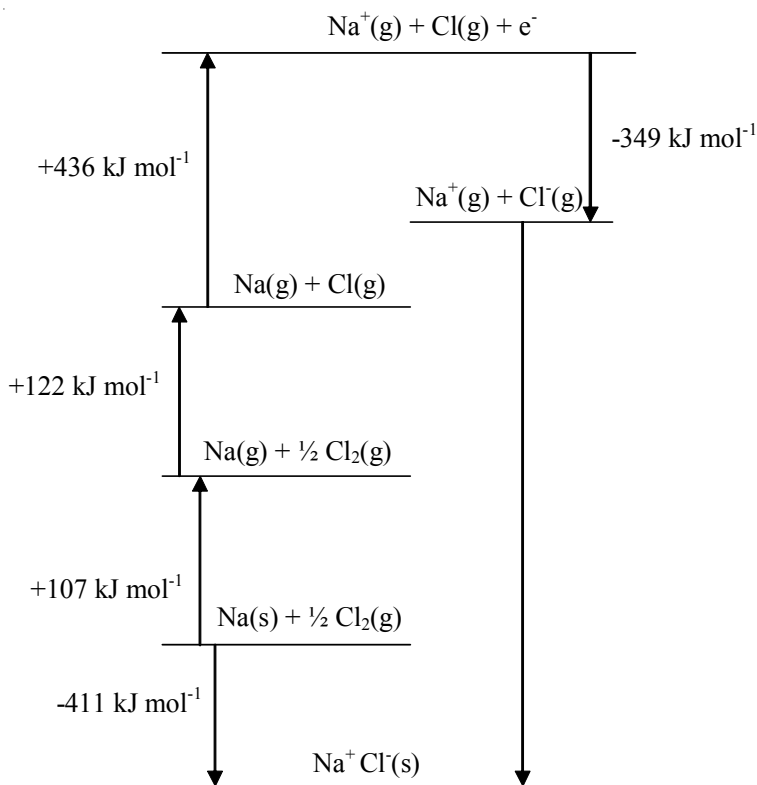 Na⁺(g) + Cl(g) + e⁻
-349 kJ mol⁻¹
+436 kJ mol⁻¹
Na⁺(g) + Cl⁻(g)
Na(g) + Cl(g)
+122 kJ mol⁻¹
Na(g) + ½ Cl₂(g)
+107 kJ mol⁻¹
Na(s) + ½ Cl₂(g)
-411 kJ mol⁻¹
Na⁺ Cl⁻(s)